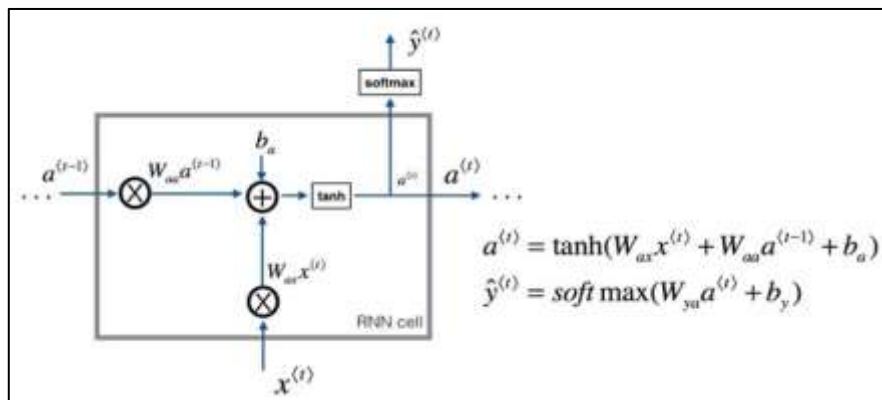 ŷ⟨t⟩
softmax
b_a
a⟨t-1⟩
W_aa a⟨t-1⟩
...
+
tanh
a⟨t⟩
a⟨t⟩
...
W_ax x⟨t⟩
RNN cell
x⟨t⟩
a⟨t⟩ = tanh(W_ax x⟨t⟩ + W_aa a⟨t-1⟩ + b_a)
ŷ⟨t⟩ = soft max(W_ya a⟨t⟩ + b_y)